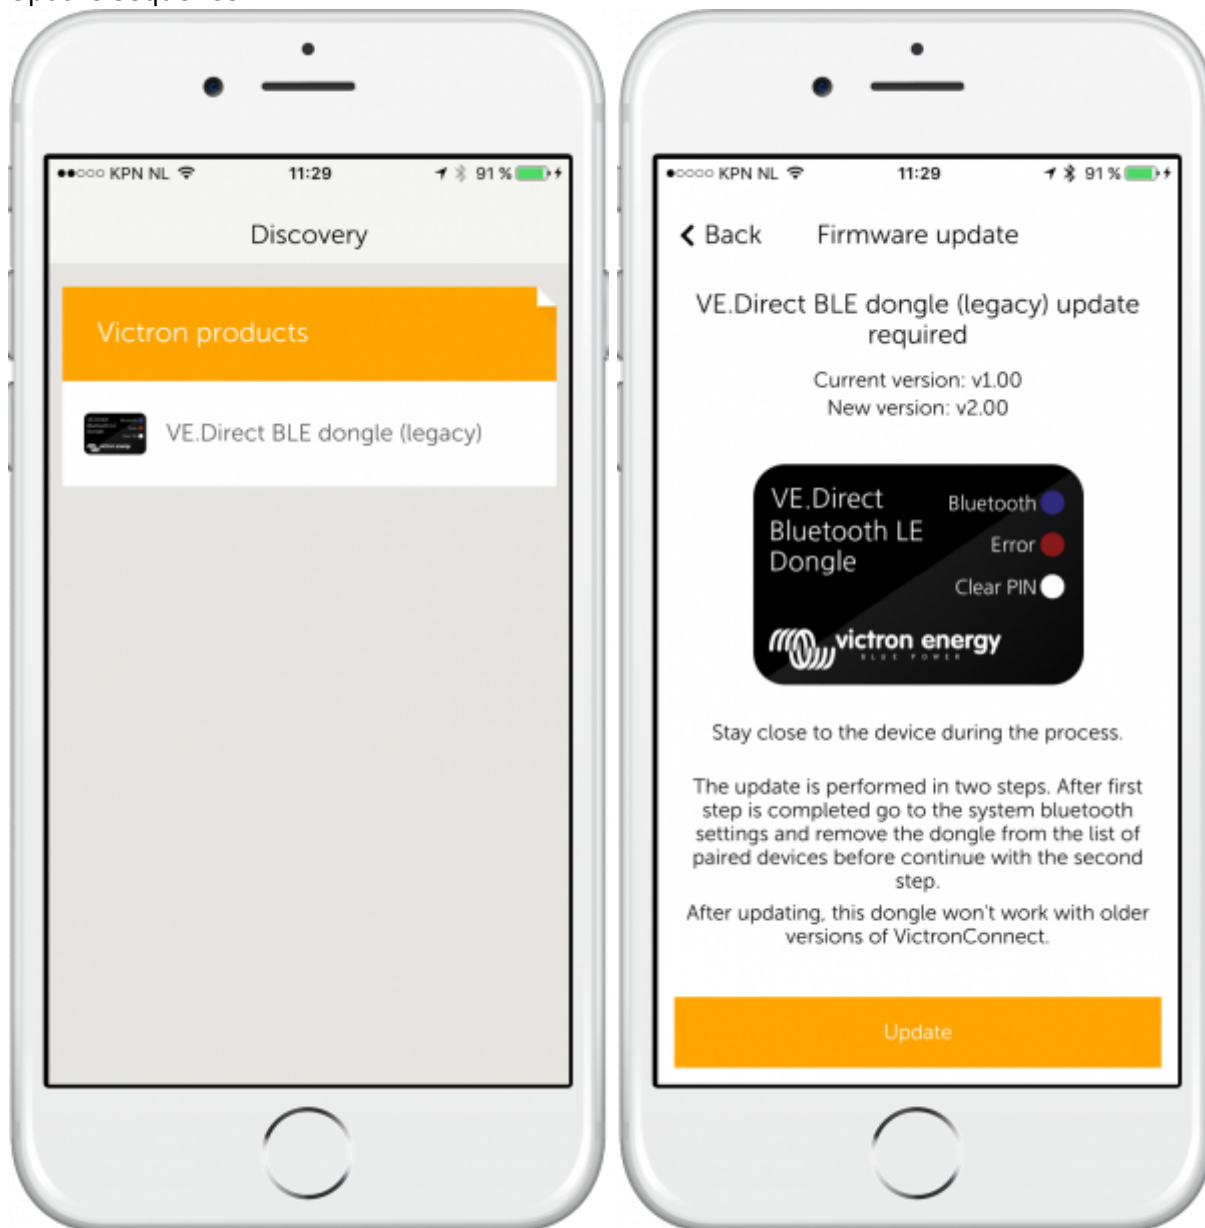 Update sequence
KPN NL 11:29 91 %
Discovery
Victron products
VE.Direct BLE dongle (legacy)
KPN NL 11:29 91 %
Back Firmware update
VE.Direct BLE dongle (legacy) update
required
Current version: v1.00
New version: v2.00
VE.Direct
Bluetooth LE
Dongle
Bluetooth
Error
Clear PIN
victron energy
BLUE POWER
Stay close to the device during the process.
The update is performed in two steps. After first
step is completed go to the system bluetooth
settings and remove the dongle from the list of
paired devices before continue with the second
step.
After updating, this dongle won't work with older
versions of VictronConnect.
Update